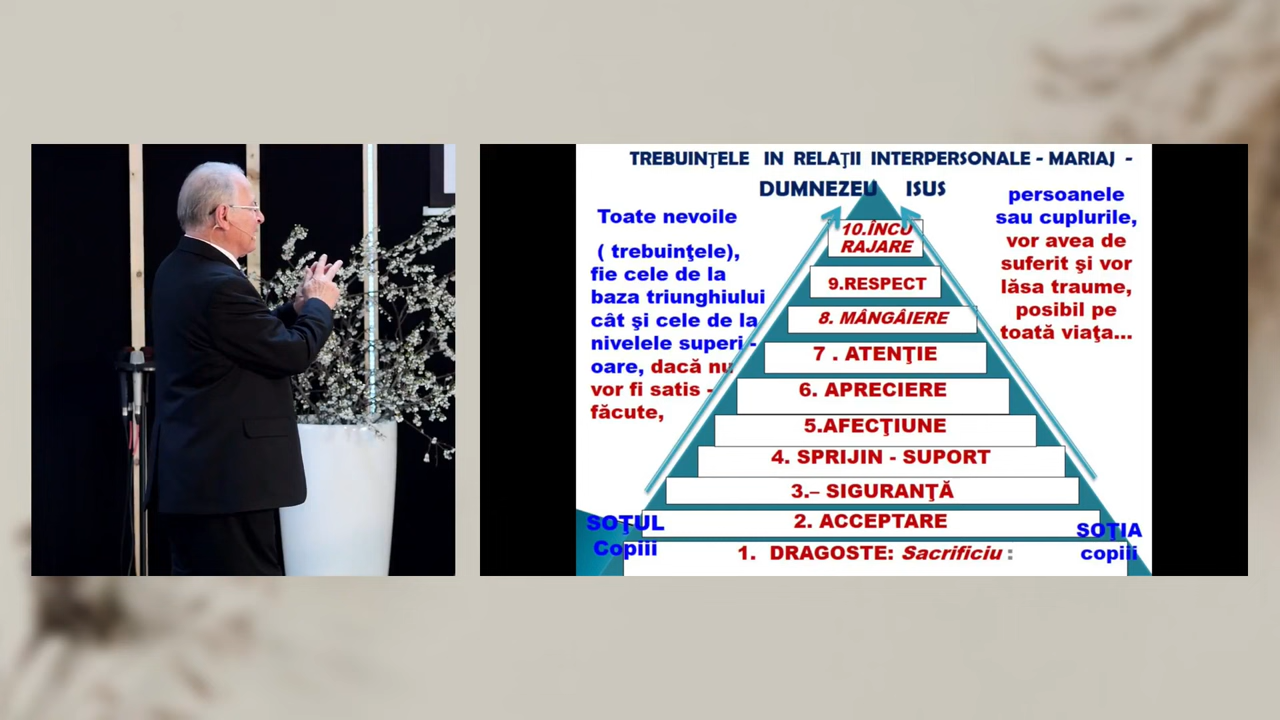 TREBUINŢELE IN RELAŢII INTERPERSONALE - MARIAJ -
DUMNEZEU ISUS
Toate nevoile
( trebuinţele),
fie cele de la
baza triunghiului
cât şi cele de la
nivelele superi -
oare, dacă nu
vor fi satis -
făcute,
persoanele
sau cuplurile,
vor avea de
suferit şi vor
lăsa traume,
posibil pe
toată viaţa...
10.ÎNCU
RAJARE
9.RESPECT
8. MÂNGÂIERE
7 . ATENŢIE
6. APRECIERE
5.AFECŢIUNE
4. SPRIJIN - SUPORT
3.– SIGURANŢĂ
2. ACCEPTARE
1. DRAGOSTE: Sacrificiu :
SOŢUL
Copiii
SOŢIA
copiii